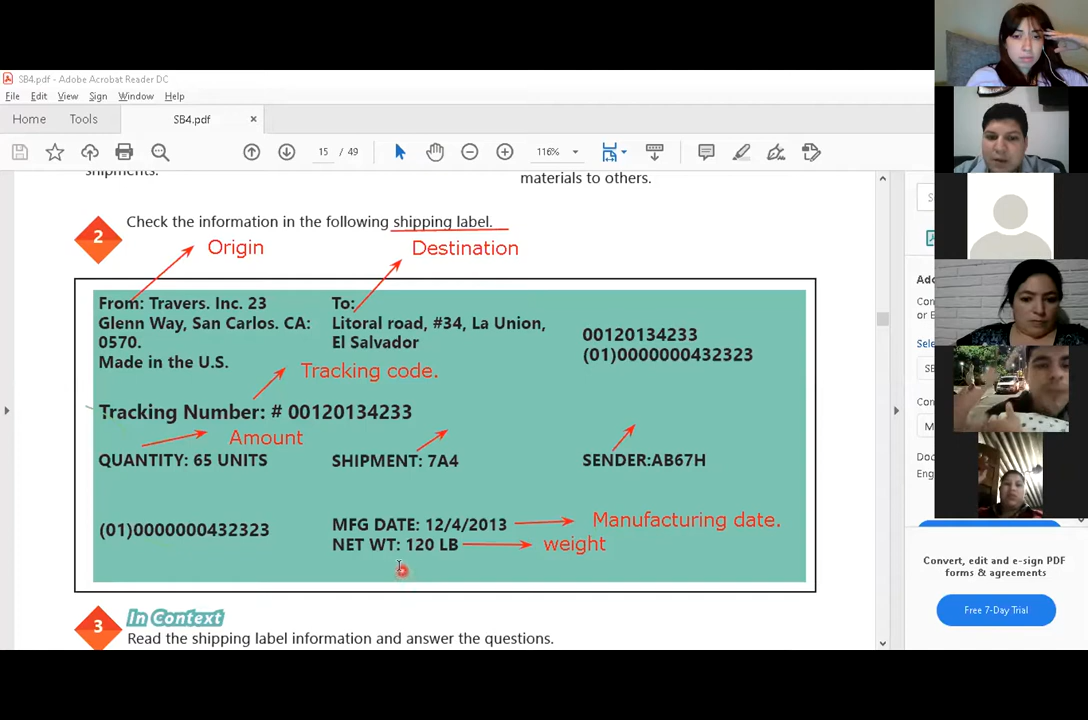 SB4.pdf - Adobe Acrobat Reader DC
File Edit View Sign Window Help
Home Tools SB4.pdf ×
15 / 49 116%
shipments.
materials to others.
2 Check the information in the following shipping label.
Origin Destination
From: Travers. Inc. 23
Glenn Way, San Carlos. CA:
0570.
Made in the U.S.
To:
Litoral road, #34, La Union,
El Salvador
00120134233
(01)0000000432323
Tracking code.
Tracking Number: # 00120134233
Amount
QUANTITY: 65 UNITS SHIPMENT: 7A4 SENDER:AB67H
(01)0000000432323
MFG DATE: 12/4/2013 Manufacturing date.
NET WT: 120 LB weight
3 In Context
Read the shipping label information and answer the questions.
Convert, edit and e-sign PDF
forms & agreements
Free 7-Day Trial